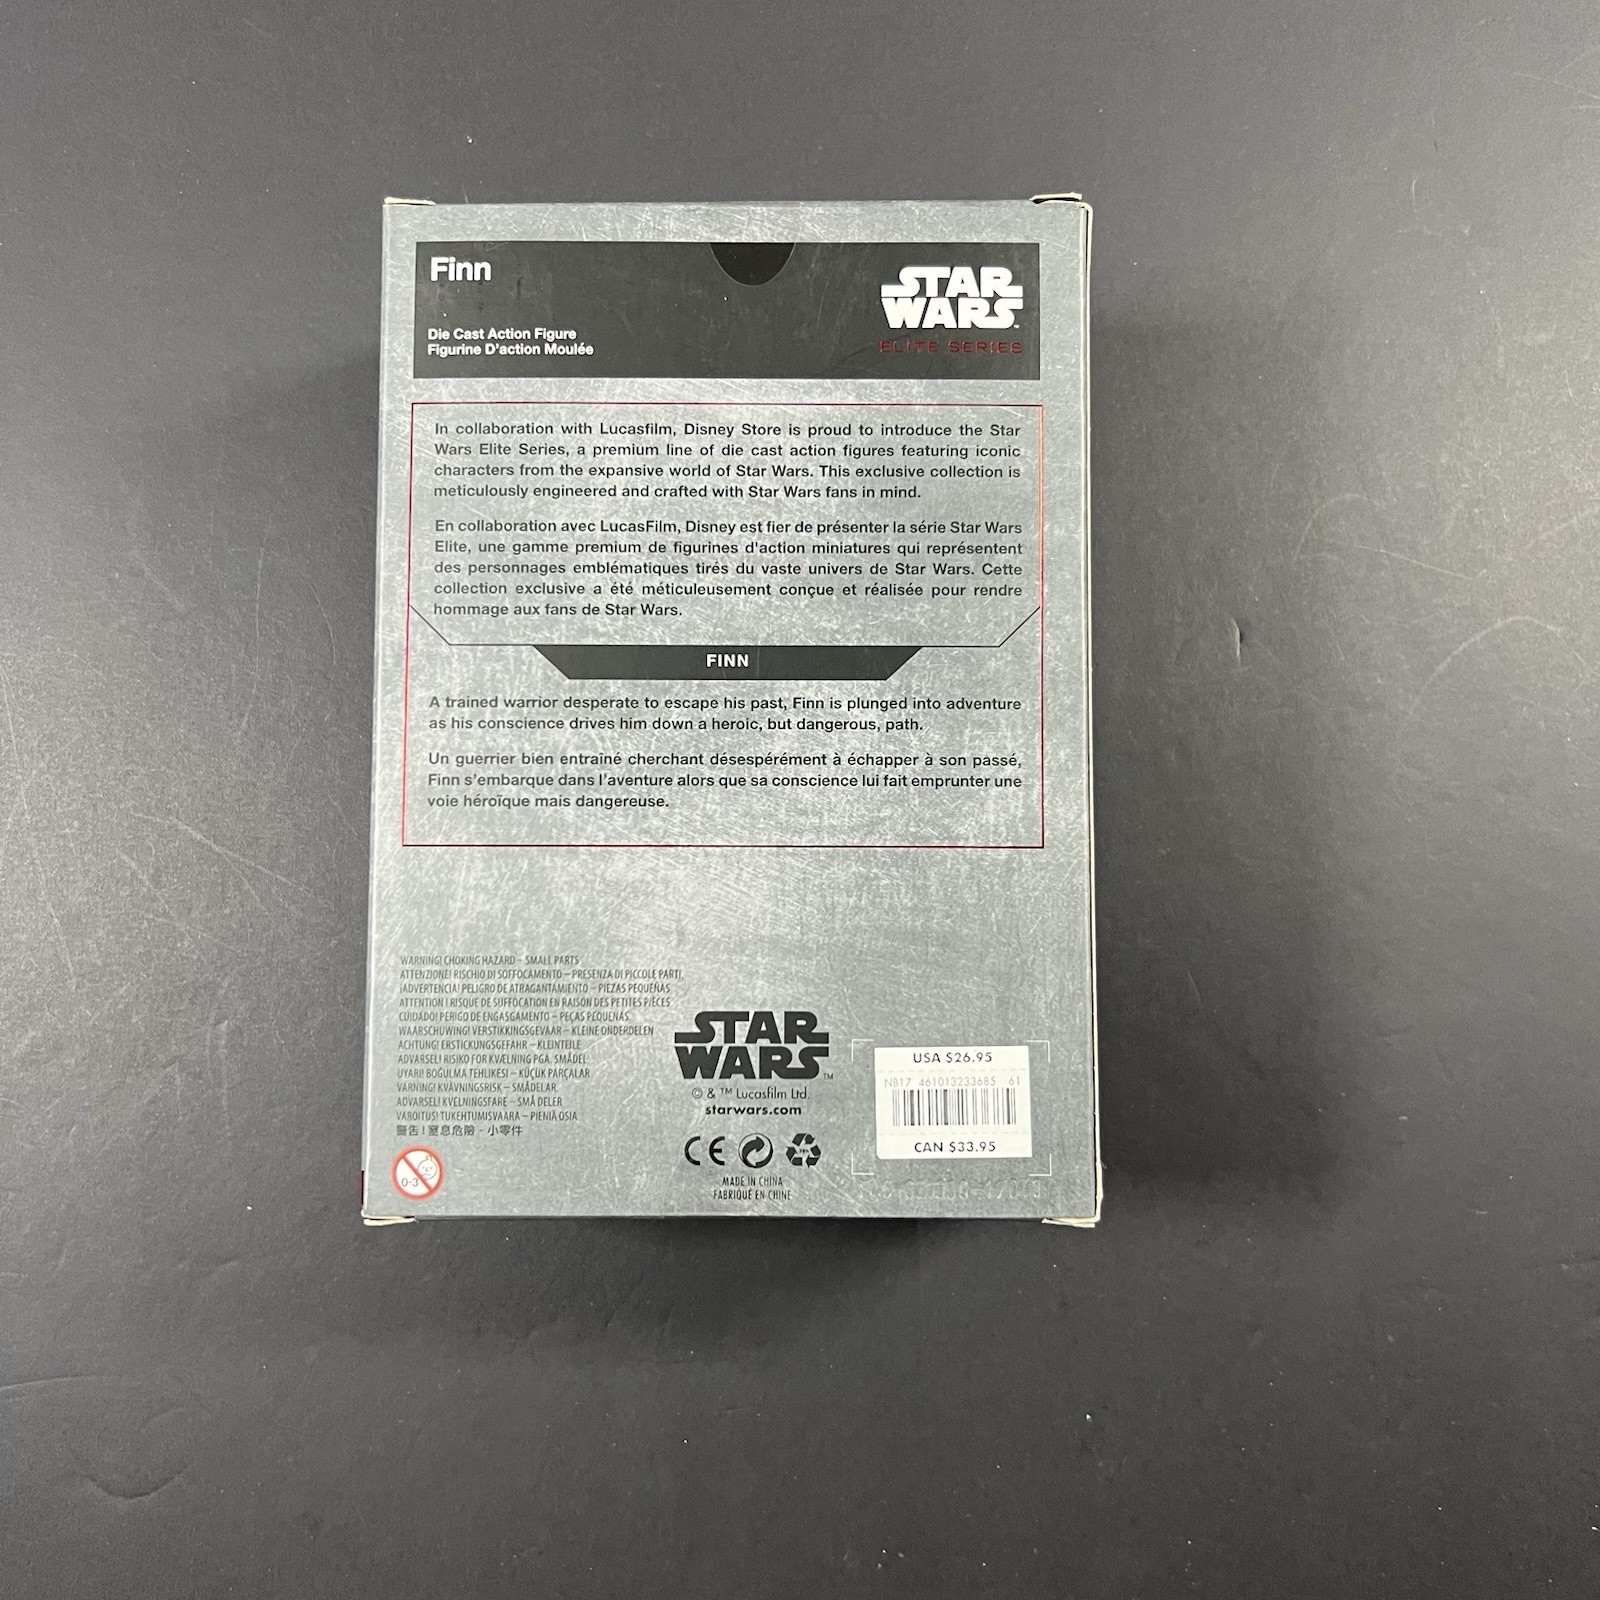 Finn
Die Cast Action Figure
Figurine D'action Moulée
STAR
WARS
ELITE SERIES
In collaboration with Lucasfilm, Disney Store is proud to introduce the Star
Wars Elite Series, a premium line of die cast action figures featuring iconic
characters from the expansive world of Star Wars. This exclusive collection is
meticulously engineered and crafted with Star Wars fans in mind.
En collaboration avec LucasFilm, Disney est fier de présenter la série Star Wars
Elite, une gamme premium de figurines d'action miniatures qui représentent
des personnages emblématiques tirés du vaste univers de Star Wars. Cette
collection exclusive a été méticuleusement conçue et réalisée pour rendre
hommage aux fans de Star Wars.
FINN
A trained warrior desperate to escape his past, Finn is plunged into adventure
as his conscience drives him down a heroic, but dangerous, path.
Un guerrier bien entraîné cherchant désespérément à échapper à son passé,
Finn s'embarque dans l'aventure alors que sa conscience lui fait emprunter une
voie héroïque mais dangereuse.
WARNING! CHOKING HAZARD – SMALL PARTS
ATTENZIONE! RISCHIO DI SOFFOCAMENTO – PRESENZA DI PICCOLE PARTI.
¡ADVERTENCIA! PELIGRO DE ATRAGANTAMIENTO – PIEZAS PEQUEÑAS
ATTENTION ! RISQUE DE SUFFOCATION EN RAISON DES PETITES PIÈCES
CUIDADO! PERIGO DE ENGASGAMENTO – PEÇAS PEQUENAS.
WAARSCHUWING! VERSTIKKINGSGEVAAR – KLEINE ONDERDELEN
ACHTUNG! ERSTICKUNGSGEFAHR – KLEINTEILE
ADVARSEL! RISIKO FOR KVÆLNING PGA. SMÅDEL
UYARI! BOĞULMA TEHLIKESI – KÜÇÜK PARÇALAR
VARNING! KVÄVNINGSRISK – SMÅDELAR.
ADVARSEL! KVELNINGSFARE – SMÅ DELER
VAROITUS! TUKEHTUMISVAARA – PIENIÄ OSIA
警告！窒息危險 - 小零件
0-3
STAR
WARS
TM
© & ™ Lucasfilm Ltd.
starwars.com
CE
MADE IN CHINA
FABRIQUÉ EN CHINE
USA $26.95
NB17 461013233685 61
CAN $33.95